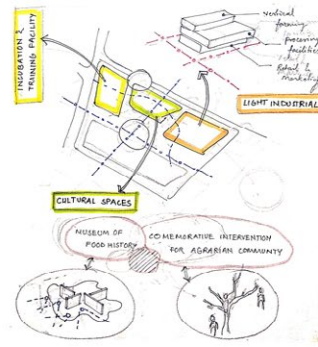 vertical
farming
processing
facilities
Retail &
marketing
INCUBATION &
TRAINING FACILITY
LIGHT INDUSTRIAL
CULTURAL SPACES
MUSEUM OF
FOOD HISTORY
COMEMORATIVE INTERVENTION
FOR AGRARIAN COMMUNITY